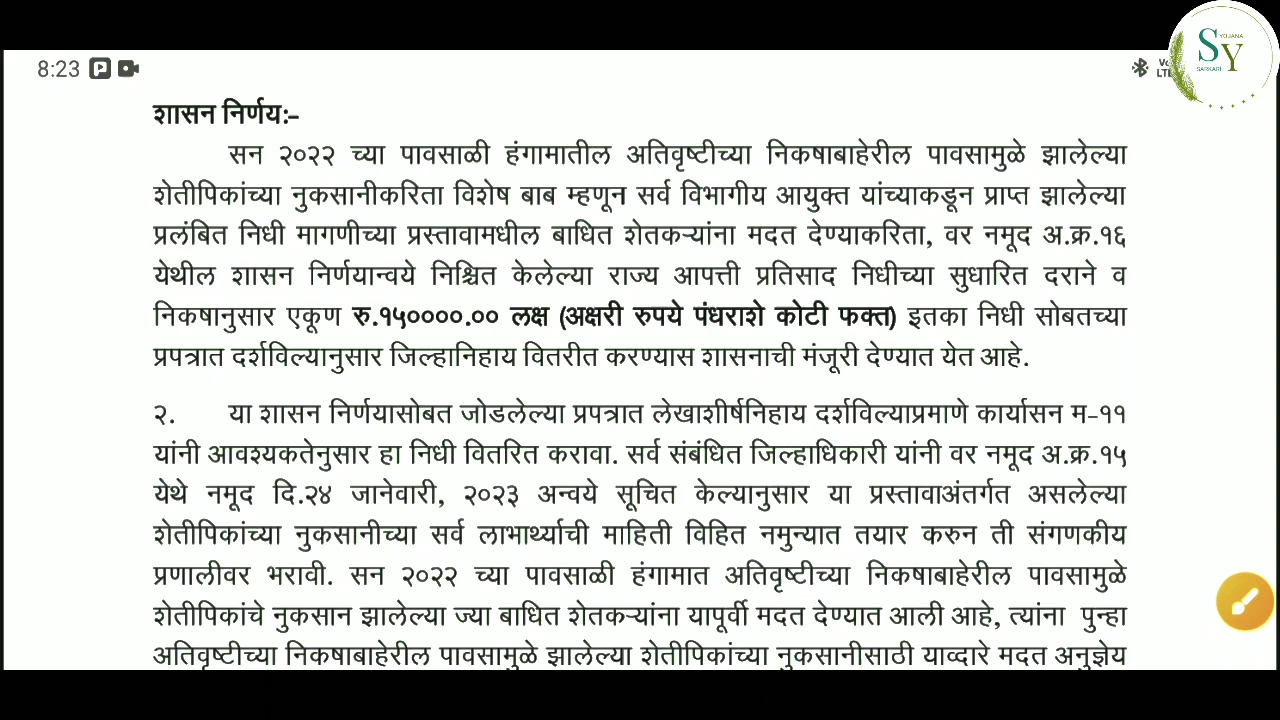 8:23
YOJANA
SY
SARKARI
शासन निर्णय:-
सन २०२२ च्या पावसाळी हंगामातील अतिवृष्टीच्या निकषाबाहेरील पावसामुळे झालेल्या
शेतीपिकांच्या नुकसानीकरिता विशेष बाब म्हणून सर्व विभागीय आयुक्त यांच्याकडून प्राप्त झालेल्या
प्रलंबित निधी मागणीच्या प्रस्तावामधील बाधित शेतकऱ्यांना मदत देण्याकरिता, वर नमूद अ.क्र.१६
येथील शासन निर्णयान्वये निश्चित केलेल्या राज्य आपत्ती प्रतिसाद निधीच्या सुधारित दराने व
निकषानुसार एकूण रु.१५००००.०० लक्ष (अक्षरी रुपये पंधराशे कोटी फक्त) इतका निधी सोबतच्या
प्रपत्रात दर्शविल्यानुसार जिल्हानिहाय वितरीत करण्यास शासनाची मंजूरी देण्यात येत आहे.
२. या शासन निर्णयासोबत जोडलेल्या प्रपत्रात लेखाशीर्षनिहाय दर्शविल्याप्रमाणे कार्यासन म-११
यांनी आवश्यकतेनुसार हा निधी वितरित करावा. सर्व संबंधित जिल्हाधिकारी यांनी वर नमूद अ.क्र.१५
येथे नमूद दि.२४ जानेवारी, २०२३ अन्वये सूचित केल्यानुसार या प्रस्तावाअंतर्गत असलेल्या
शेतीपिकांच्या नुकसानीच्या सर्व लाभार्थ्याची माहिती विहित नमुन्यात तयार करुन ती संगणकीय
प्रणालीवर भरावी. सन २०२२ च्या पावसाळी हंगामात अतिवृष्टीच्या निकषाबाहेरील पावसामुळे
शेतीपिकांचे नुकसान झालेल्या ज्या बाधित शेतकऱ्यांना यापूर्वी मदत देण्यात आली आहे, त्यांना पुन्हा
अतिवृष्टीच्या निकषाबाहेरील पावसामुळे झालेल्या शेतीपिकांच्या नुकसानीसाठी याव्दारे मदत अनुज्ञेय